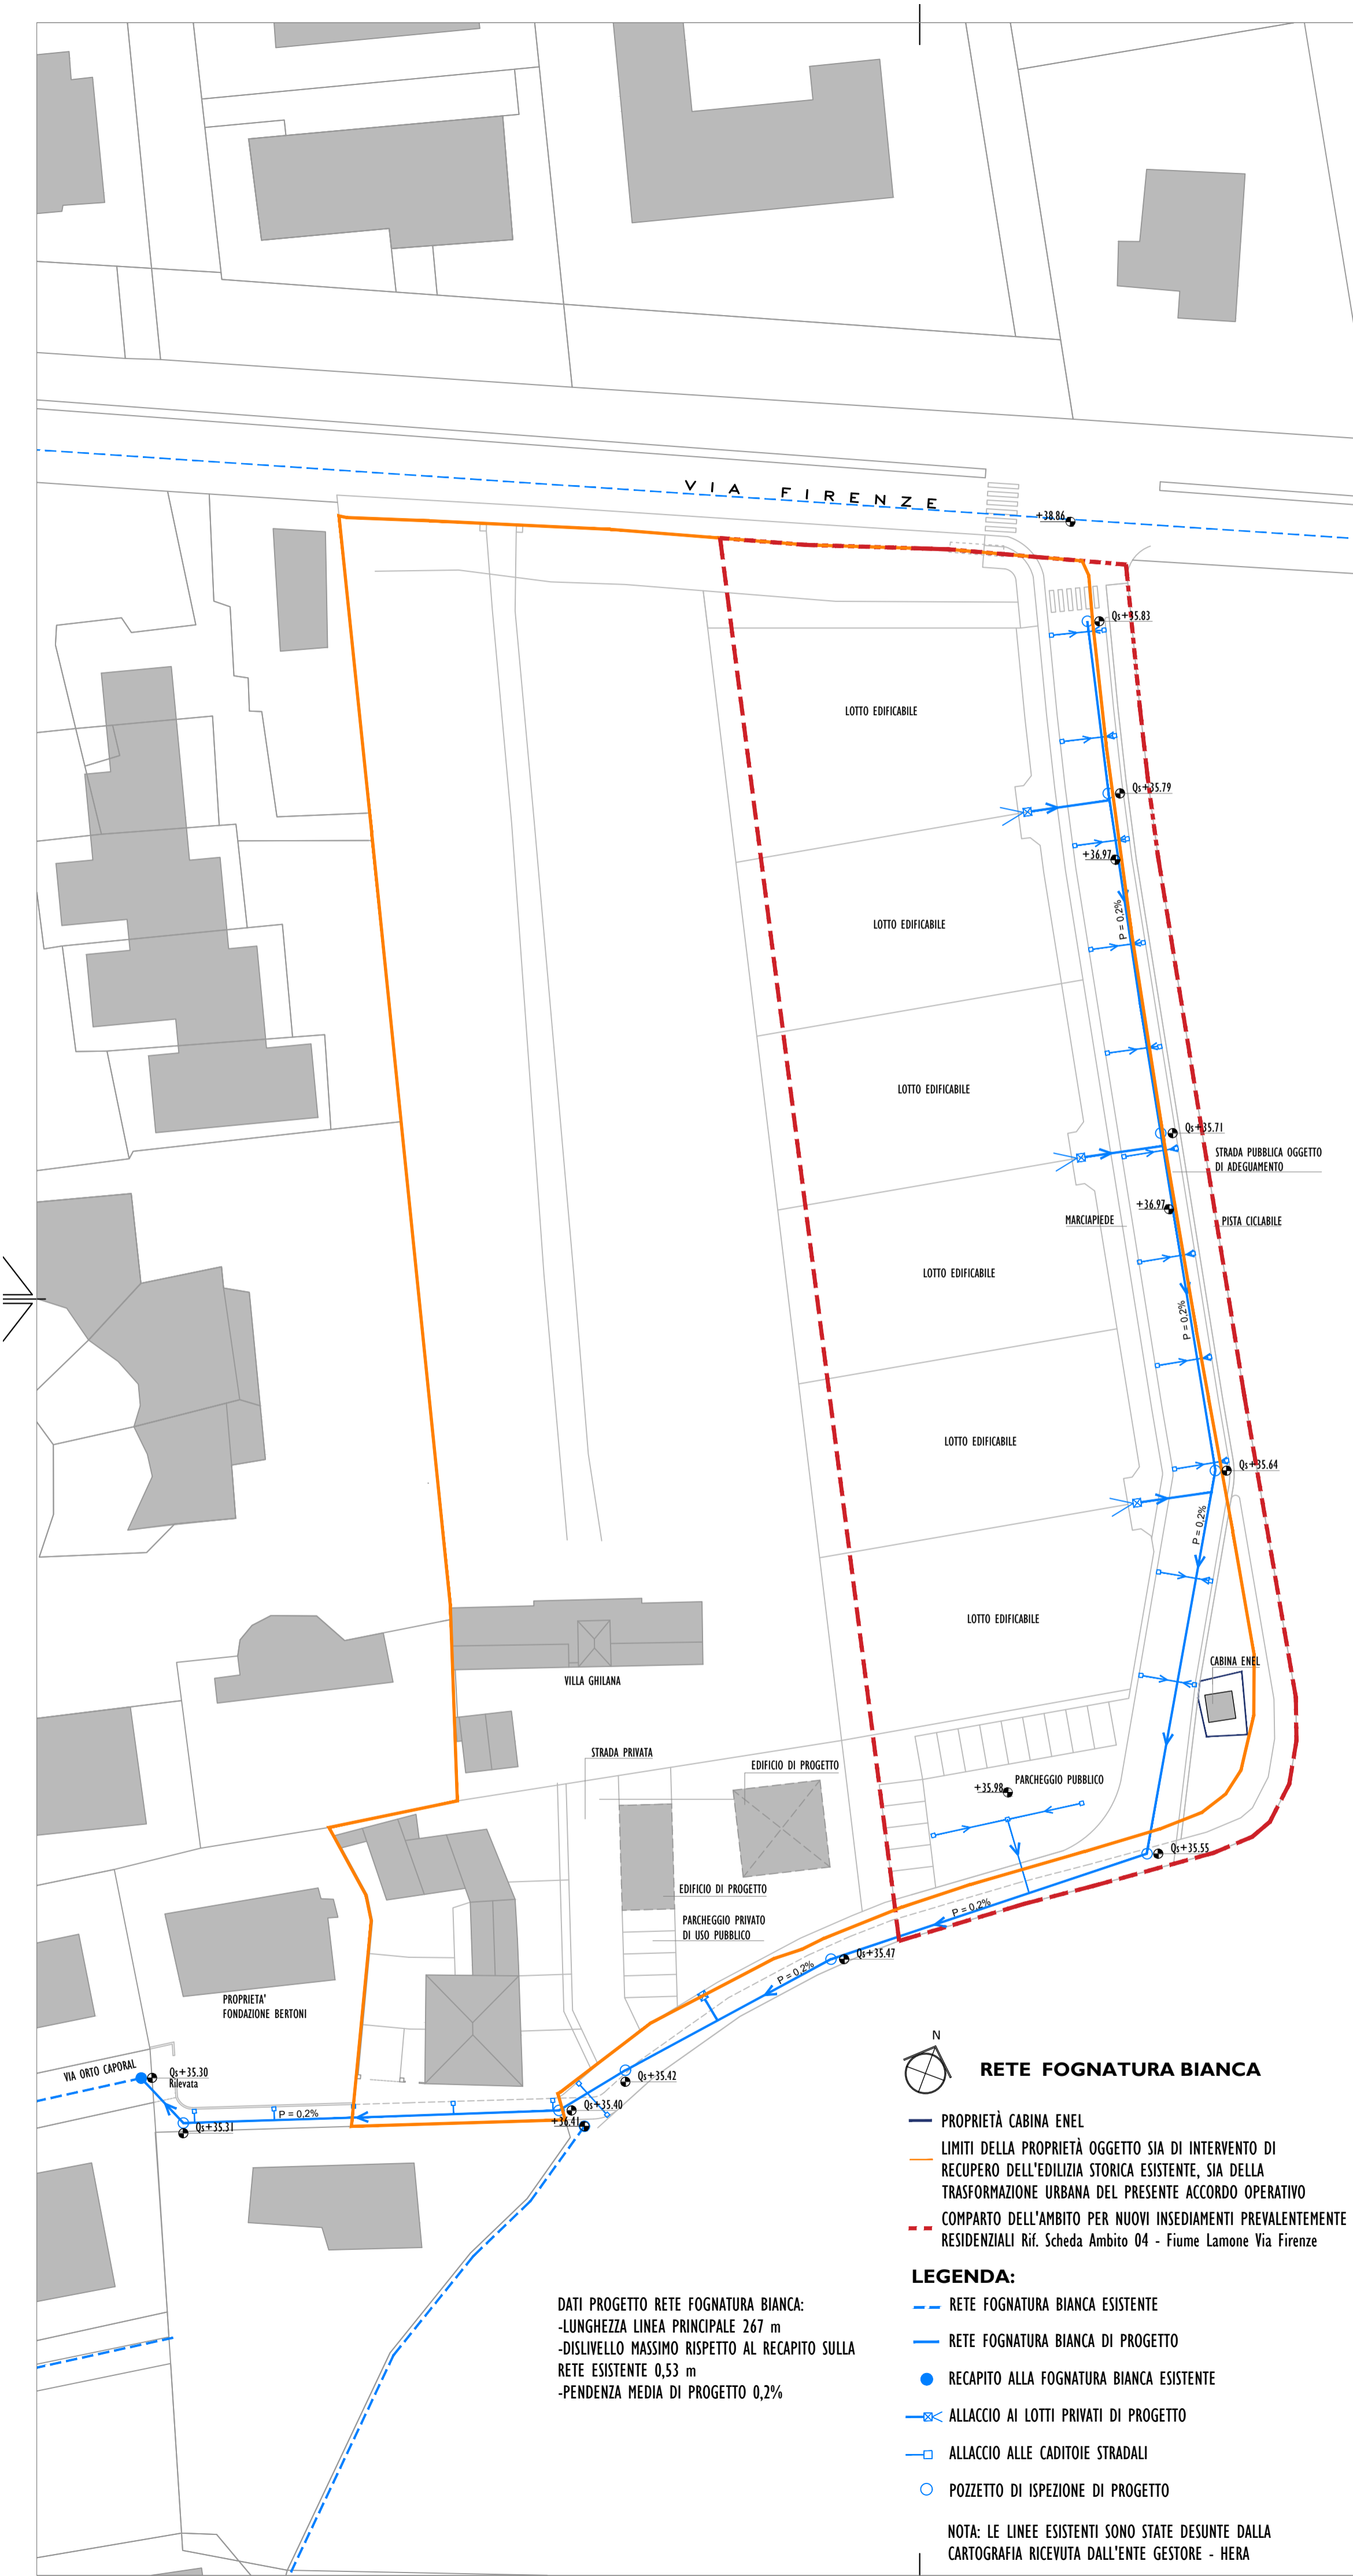 VIA FIRENZE
+38.86
Qs+35.83
LOTTO EDIFICABILE
Qs+35.79
+36.97
P = 0,2%
LOTTO EDIFICABILE
LOTTO EDIFICABILE
Qs+35.71
STRADA PUBBLICA OGGETTO
DI ADEGUAMENTO
+36.97
MARCIAPIEDE
PISTA CICLABILE
LOTTO EDIFICABILE
P = 0,2%
LOTTO EDIFICABILE
Qs+35.64
P = 0,2%
LOTTO EDIFICABILE
CABINA ENEL
VILLA GHILANA
STRADA PRIVATA
EDIFICIO DI PROGETTO
+35.98
PARCHEGGIO PUBBLICO
Qs+35.55
EDIFICIO DI PROGETTO
P = 0,2%
PARCHEGGIO PRIVATO
DI USO PUBBLICO
Qs+35.47
P = 0,2%
PROPRIETA'
FONDAZIONE BERTONI
VIA ORTO CAPORAL
Qs+35.30
Rilevata
Qs+35.42
Qs+35.40
P = 0,2%
+36.41
Qs+35.31
N
RETE FOGNATURA BIANCA
PROPRIETÀ CABINA ENEL
LIMITI DELLA PROPRIETÀ OGGETTO SIA DI INTERVENTO DI
RECUPERO DELL'EDILIZIA STORICA ESISTENTE, SIA DELLA
TRASFORMAZIONE URBANA DEL PRESENTE ACCORDO OPERATIVO
COMPARTO DELL'AMBITO PER NUOVI INSEDIAMENTI PREVALENTEMENTE
RESIDENZIALI Rif. Scheda Ambito 04 - Fiume Lamone Via Firenze
LEGENDA:
RETE FOGNATURA BIANCA ESISTENTE
RETE FOGNATURA BIANCA DI PROGETTO
RECAPITO ALLA FOGNATURA BIANCA ESISTENTE
ALLACCIO AI LOTTI PRIVATI DI PROGETTO
ALLACCIO ALLE CADITOIE STRADALI
POZZETTO DI ISPEZIONE DI PROGETTO
NOTA: LE LINEE ESISTENTI SONO STATE DESUNTE DALLA
CARTOGRAFIA RICEVUTA DALL'ENTE GESTORE - HERA
DATI PROGETTO RETE FOGNATURA BIANCA:
-LUNGHEZZA LINEA PRINCIPALE 267 m
-DISLIVELLO MASSIMO RISPETTO AL RECAPITO SULLA
RETE ESISTENTE 0,53 m
-PENDENZA MEDIA DI PROGETTO 0,2%